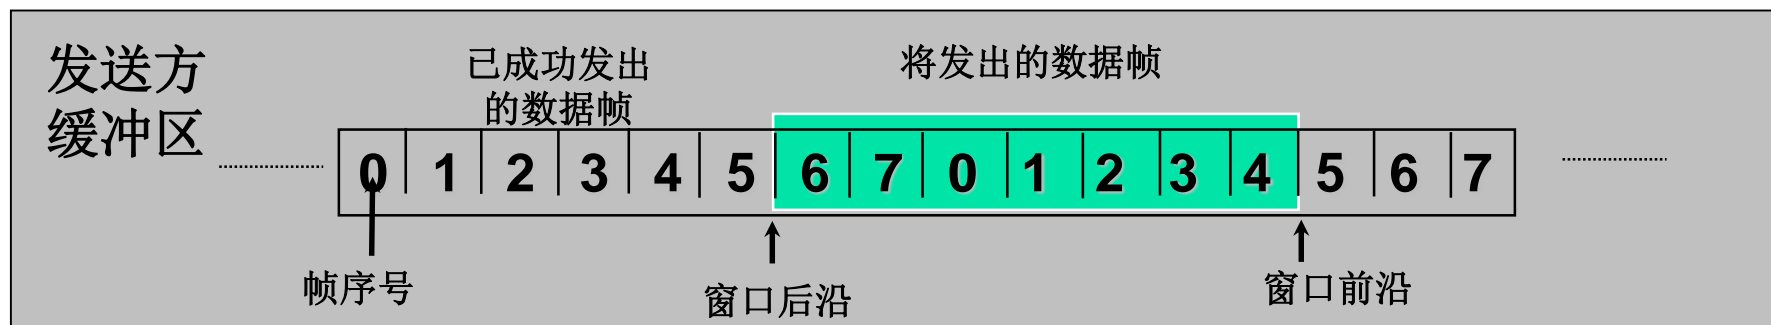 发送方
缓冲区
已成功发出
的数据帧
将发出的数据帧
0 1 2 3 4 5 6 7 0 1 2 3 4 5 6 7
帧序号
窗口后沿
窗口前沿